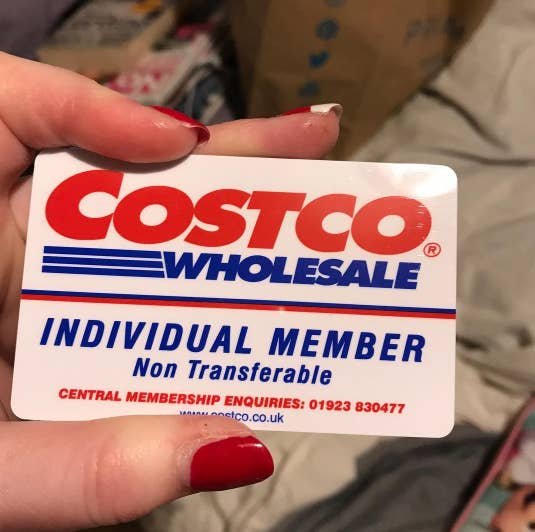 COSTCO®
WHOLESALE
INDIVIDUAL MEMBER
Non Transferable
CENTRAL MEMBERSHIP ENQUIRIES: 01923 830477
www.costco.co.uk